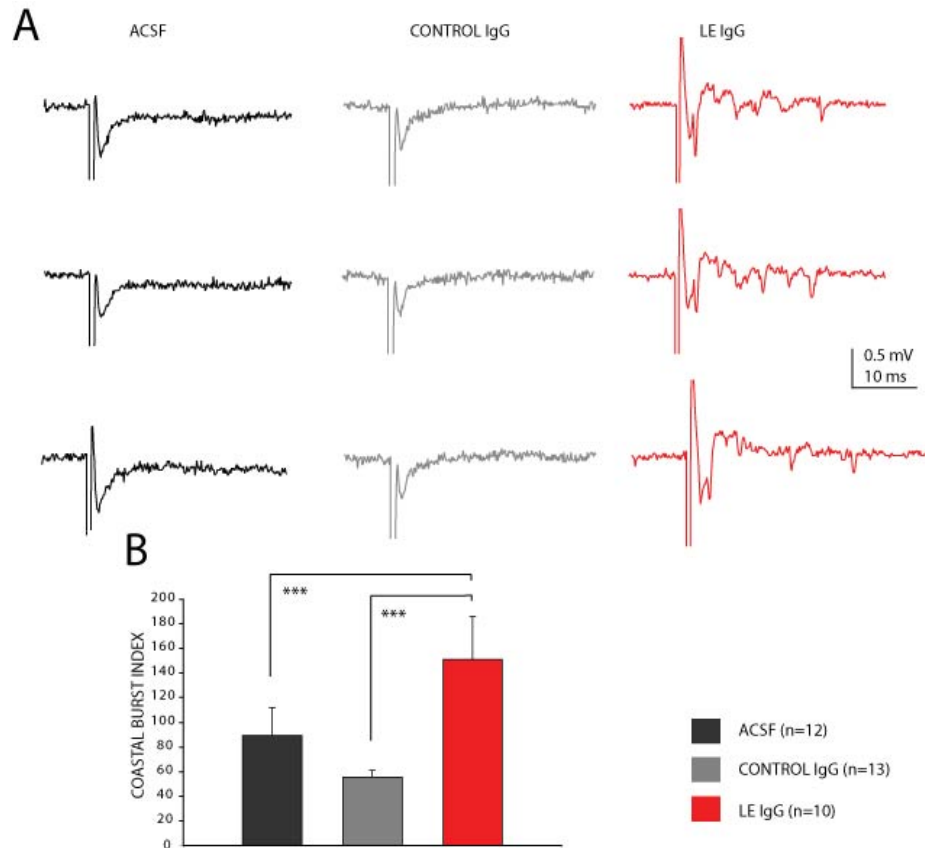 A
ACSF
CONTROL IgG
LE IgG
0.5 mV
10 ms
B
***
***
COASTAL BURST INDEX
200
180
160
140
120
100
80
60
40
20
0
ACSF (n=12)
CONTROL IgG (n=13)
LE IgG (n=10)